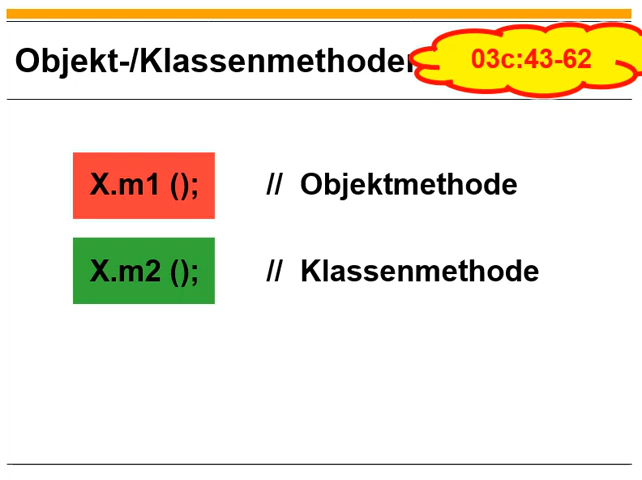 Objekt-/Klassenmethoden
03c:43-62
X.m1 (); // Objektmethode
X.m2 (); // Klassenmethode